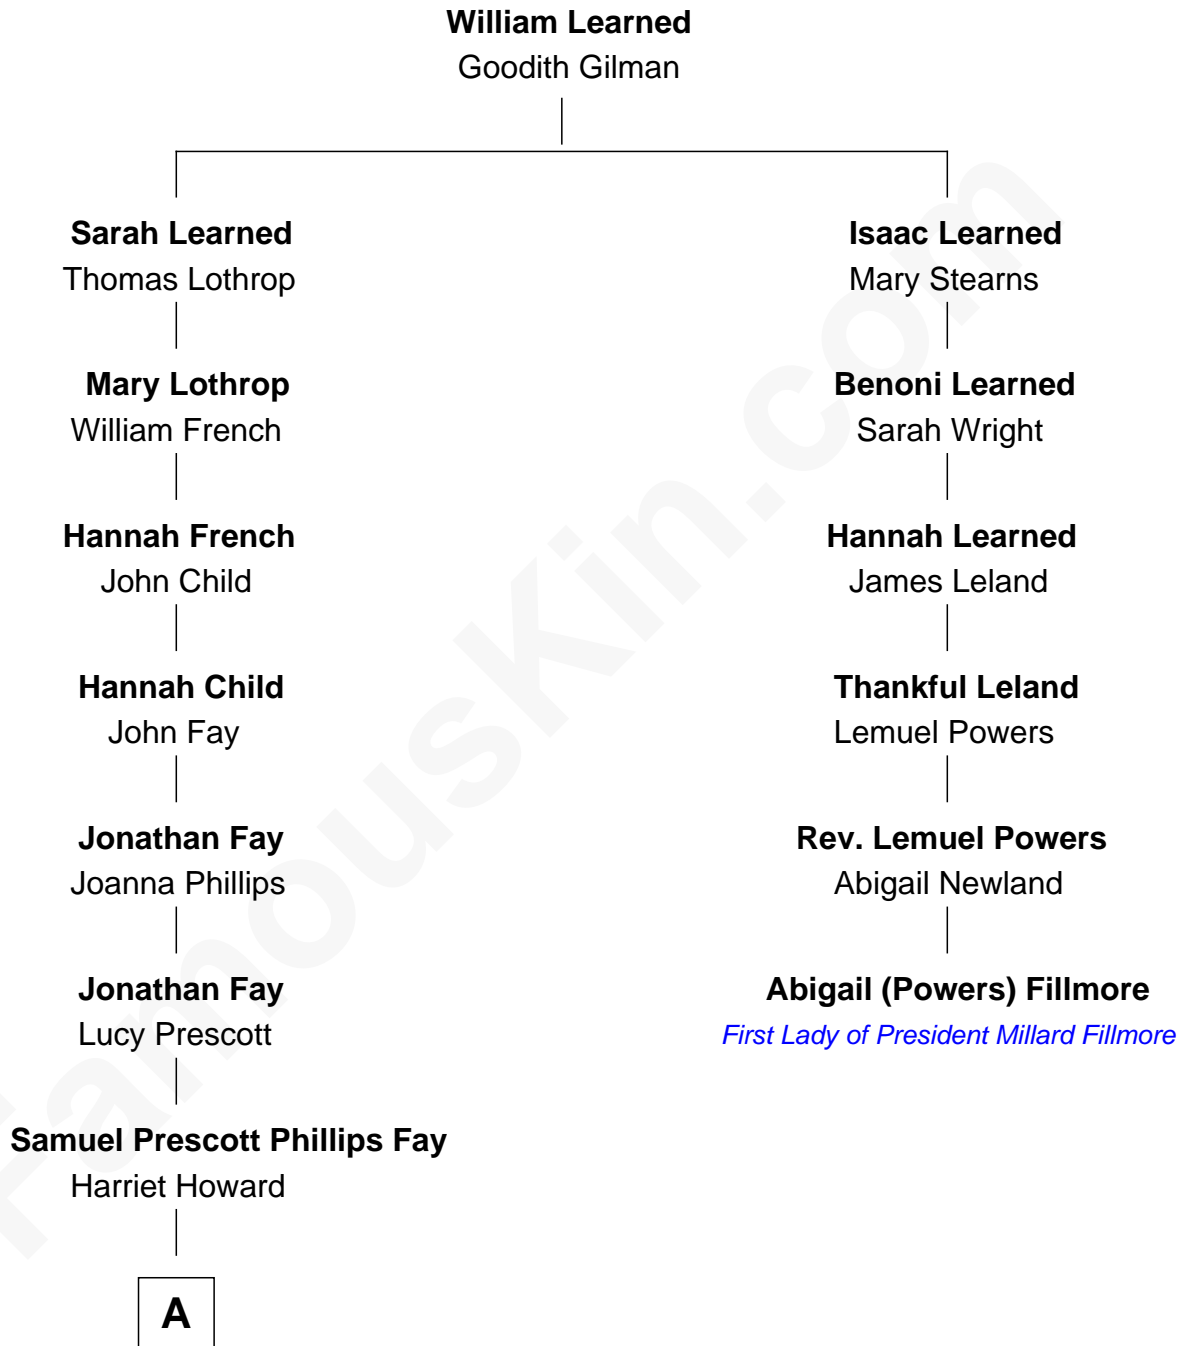 William Learned
Goodith Gilman
Sarah Learned
Thomas Lothrop
Isaac Learned
Mary Stearns
Mary Lothrop
William French
Benoni Learned
Sarah Wright
Hannah French
John Child
Hannah Learned
James Leland
Hannah Child
John Fay
Thankful Leland
Lemuel Powers
Jonathan Fay
Joanna Phillips
Rev. Lemuel Powers
Abigail Newland
Jonathan Fay
Lucy Prescott
Abigail (Powers) Fillmore
First Lady of President Millard Fillmore
Samuel Prescott Phillips Fay
Harriet Howard
A
FamousKin.com